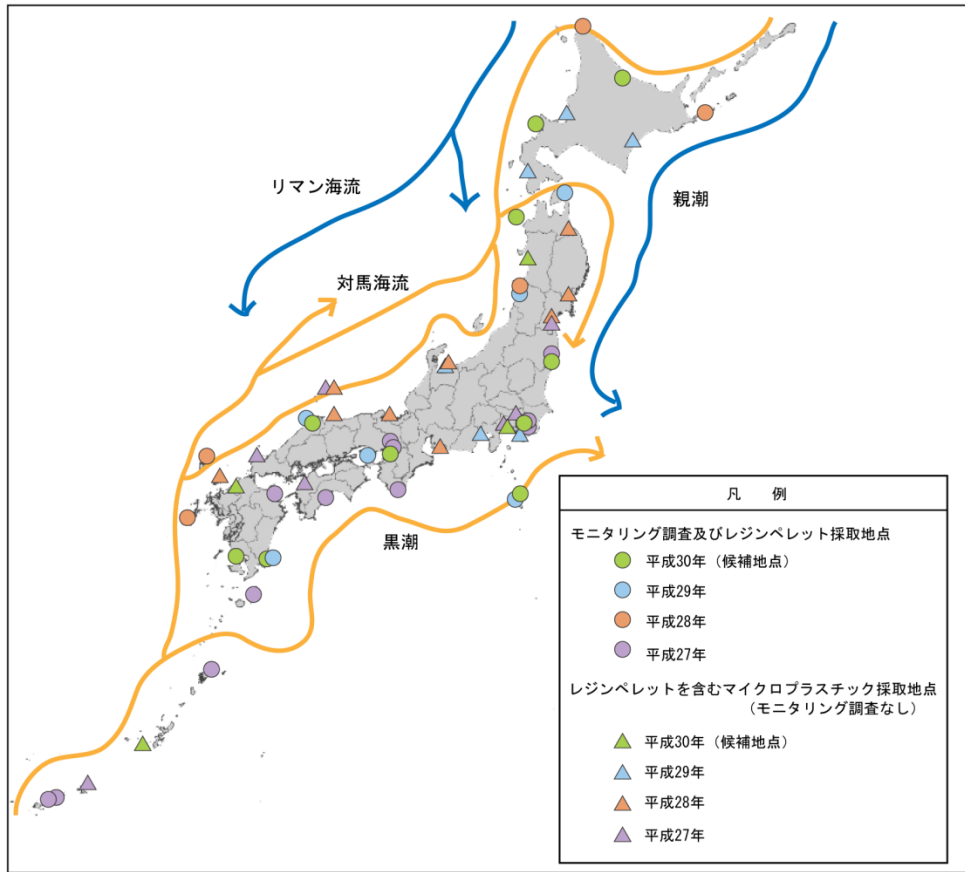 リマン海流
親潮
対馬海流
黒潮
凡 例
モニタリング調査及びレジンペレット採取地点
平成30年(候補地点)
平成29年
平成28年
平成27年
レジンペレットを含むマイクロプラスチック採取地点
(モニタリング調査なし)
平成30年(候補地点)
平成29年
平成28年
平成27年